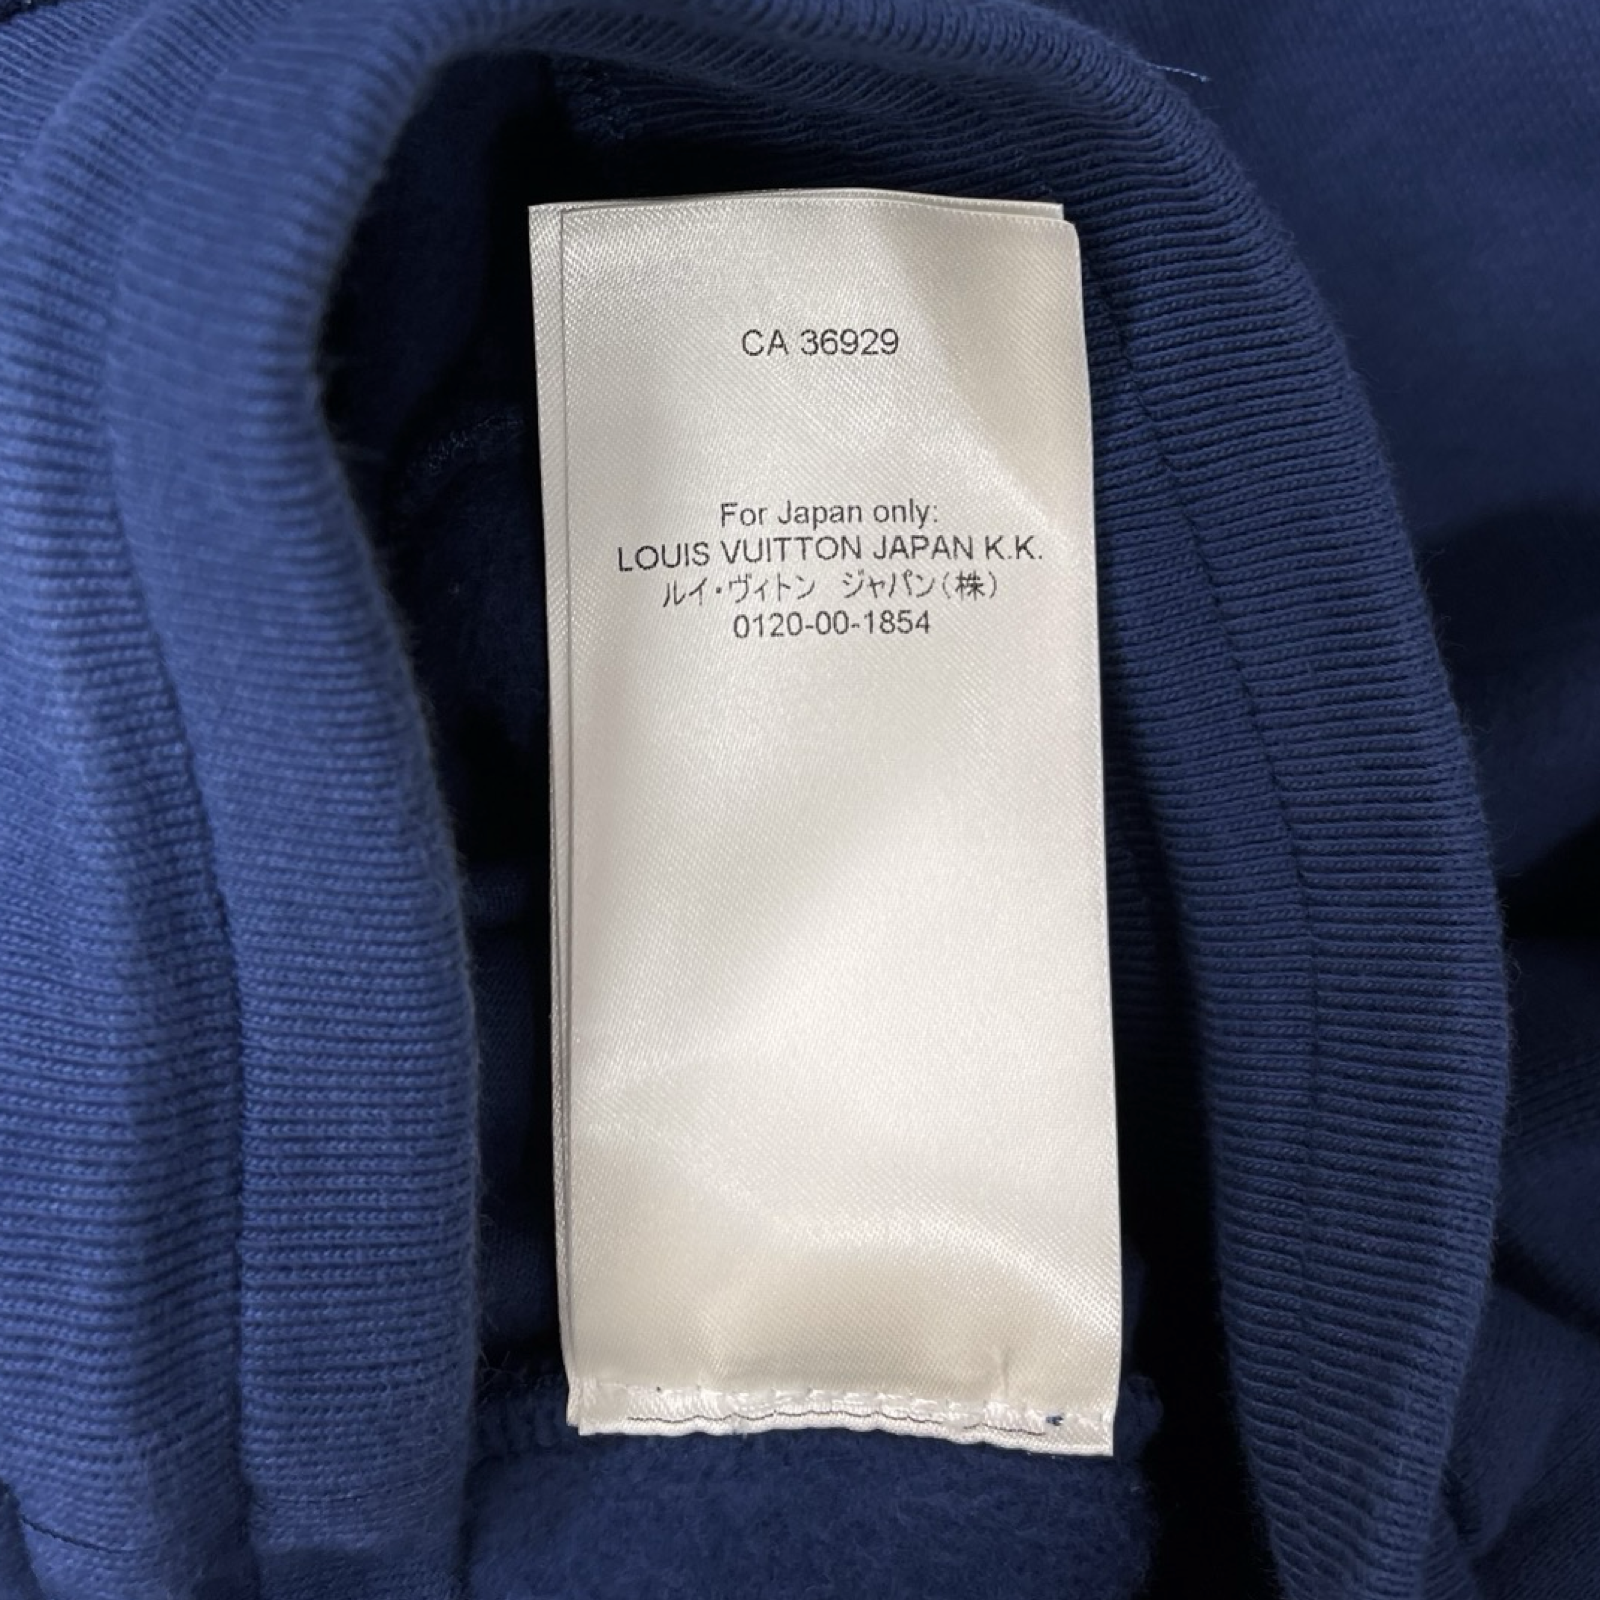 CA 36929
For Japan only:
LOUIS VUITTON JAPAN K.K.
ルイ・ヴィトン　ジャパン(株)
0120-00-1854